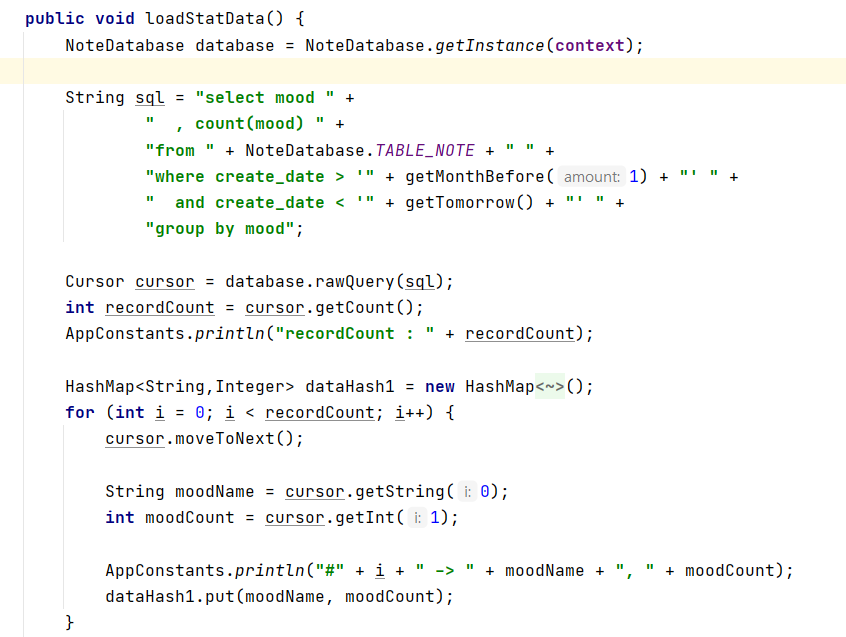 public void loadStatData() {
    NoteDatabase database = NoteDatabase.getInstance(context);

    String sql = "select mood " +
            "  , count(mood) " +
            "from " + NoteDatabase.TABLE_NOTE + " " +
            "where create_date > '" + getMonthBefore( amount: 1) + "' " +
            "  and create_date < '" + getTomorrow() + "' " +
            "group by mood";

    Cursor cursor = database.rawQuery(sql);
    int recordCount = cursor.getCount();
    AppConstants.println("recordCount : " + recordCount);

    HashMap<String,Integer> dataHash1 = new HashMap<~>();
    for (int i = 0; i < recordCount; i++) {
        cursor.moveToNext();

        String moodName = cursor.getString( i: 0);
        int moodCount = cursor.getInt( i: 1);

        AppConstants.println("#" + i + " -> " + moodName + ", " + moodCount);
        dataHash1.put(moodName, moodCount);
    }